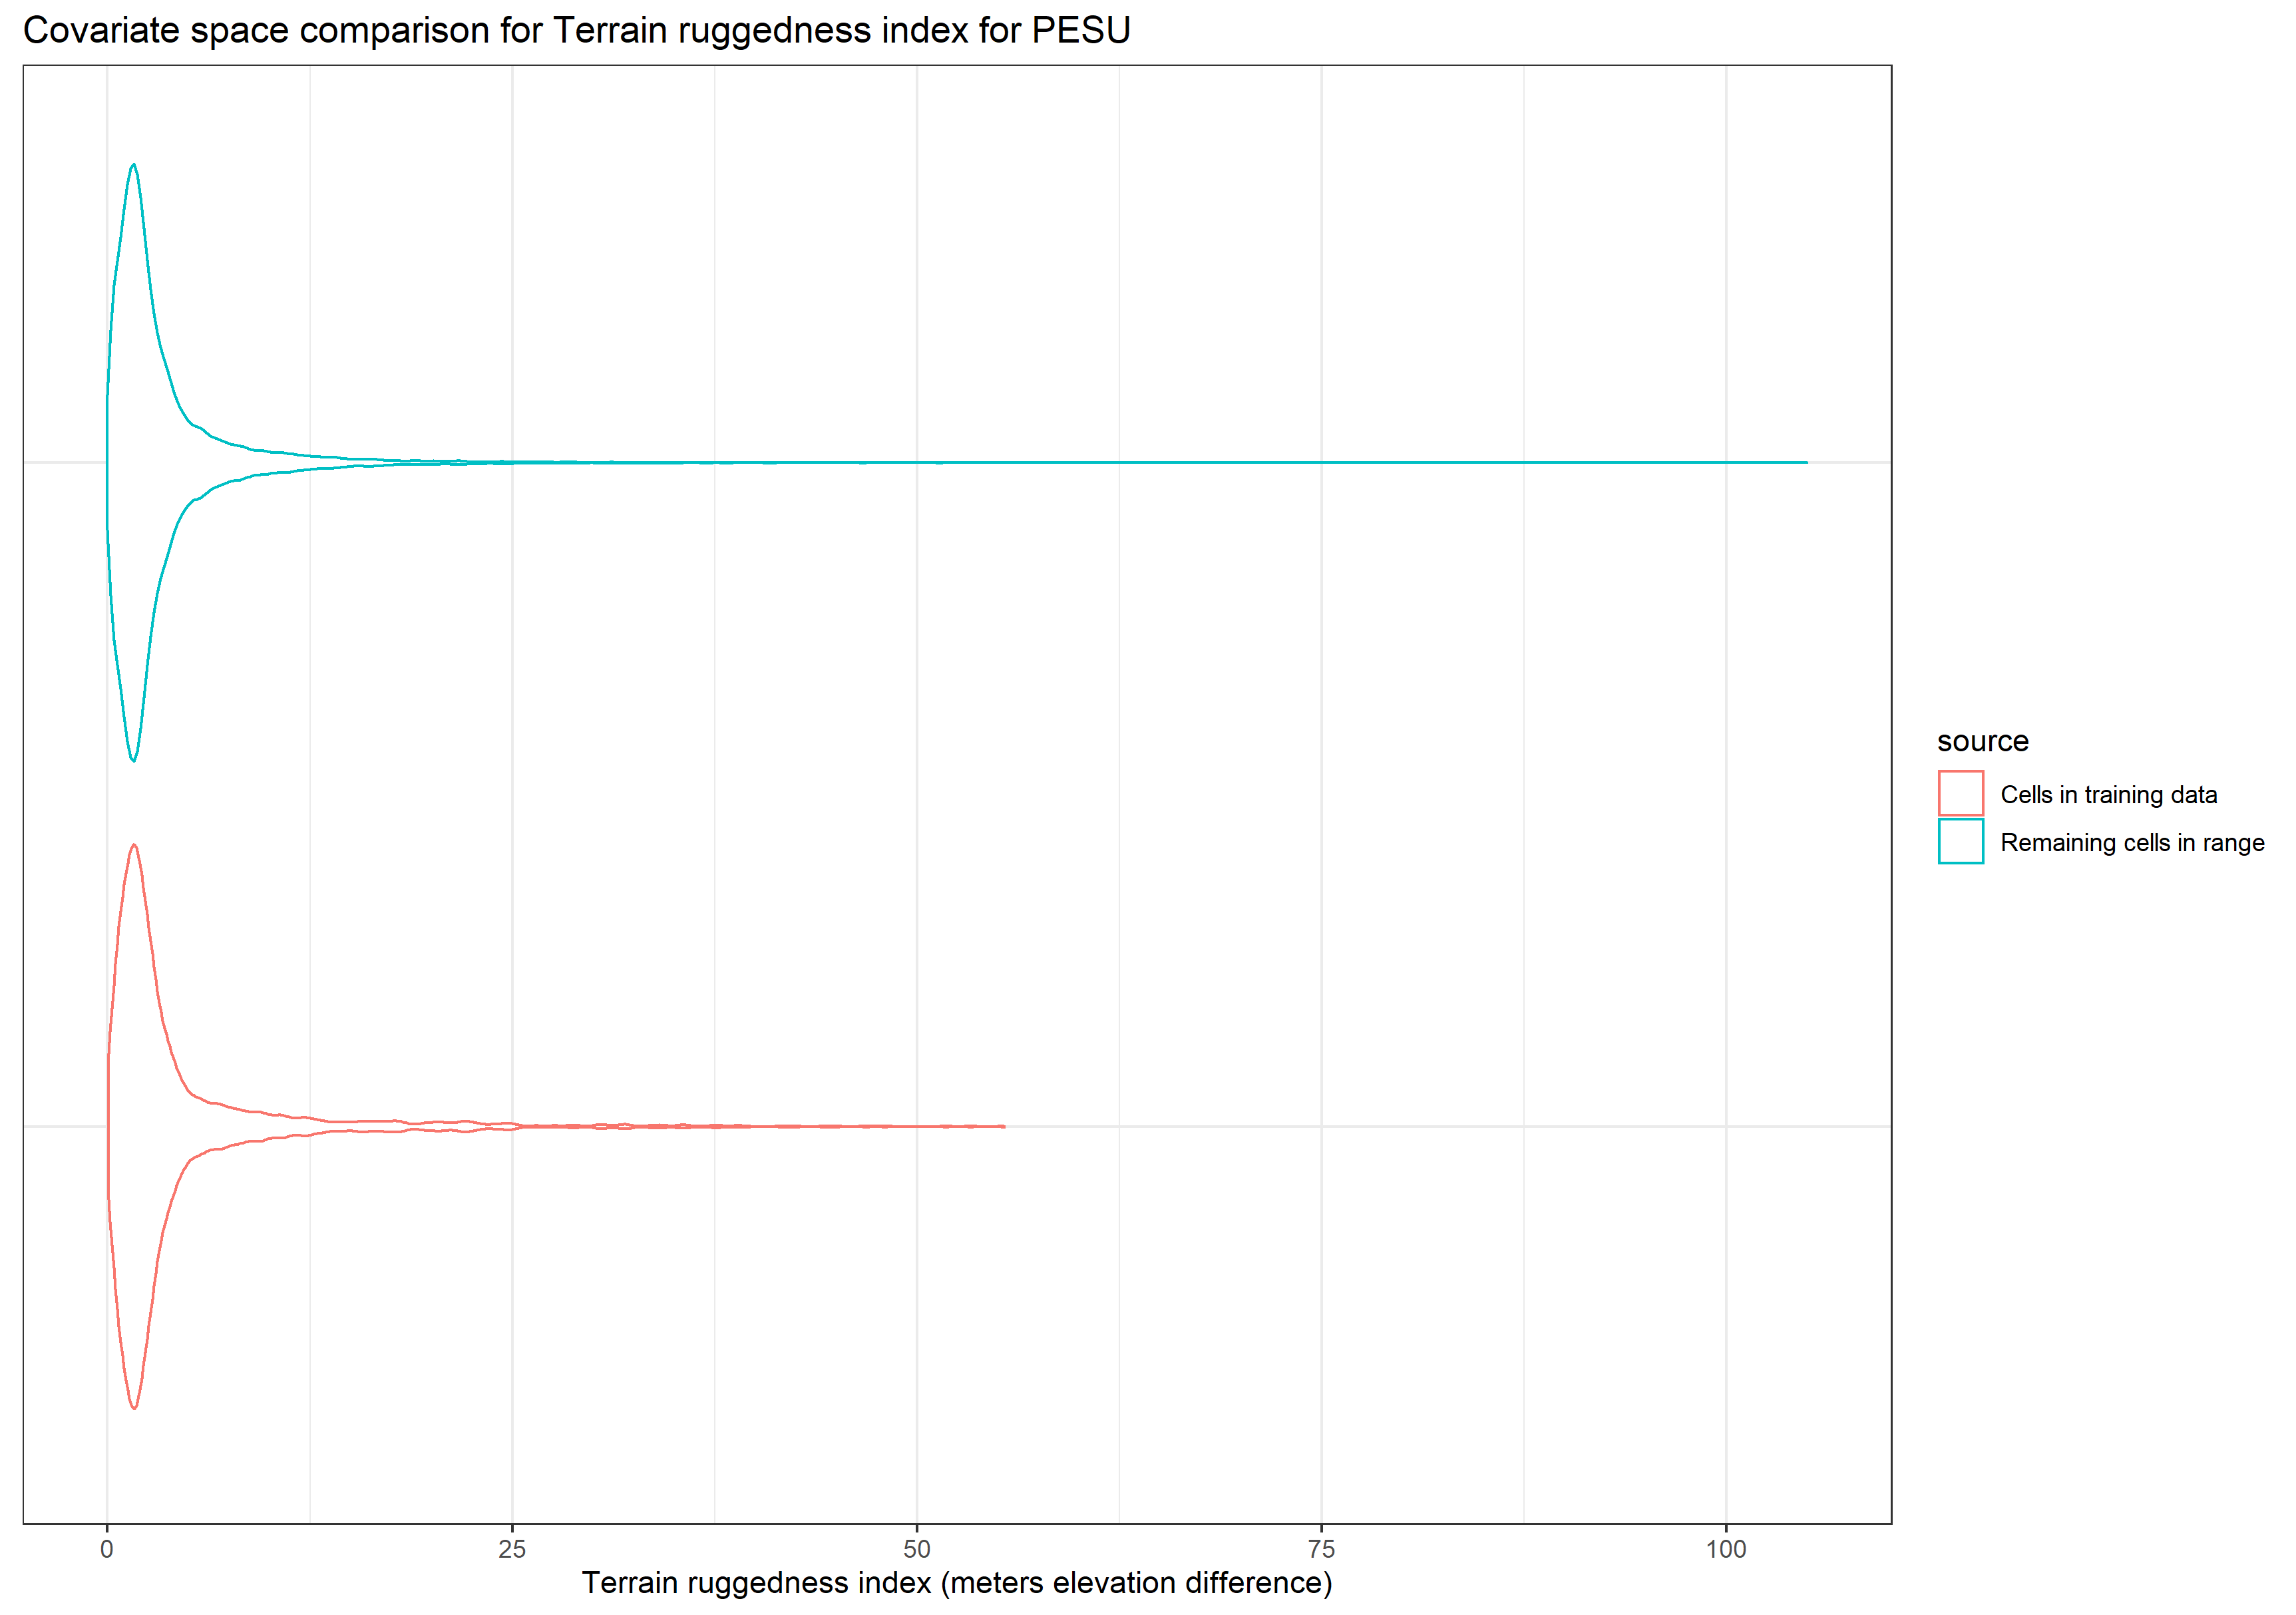 Covariate space comparison for Terrain ruggedness index for PESU
source
Cells in training data
Remaining cells in range
0 25 50 75 100
Terrain ruggedness index (meters elevation difference)